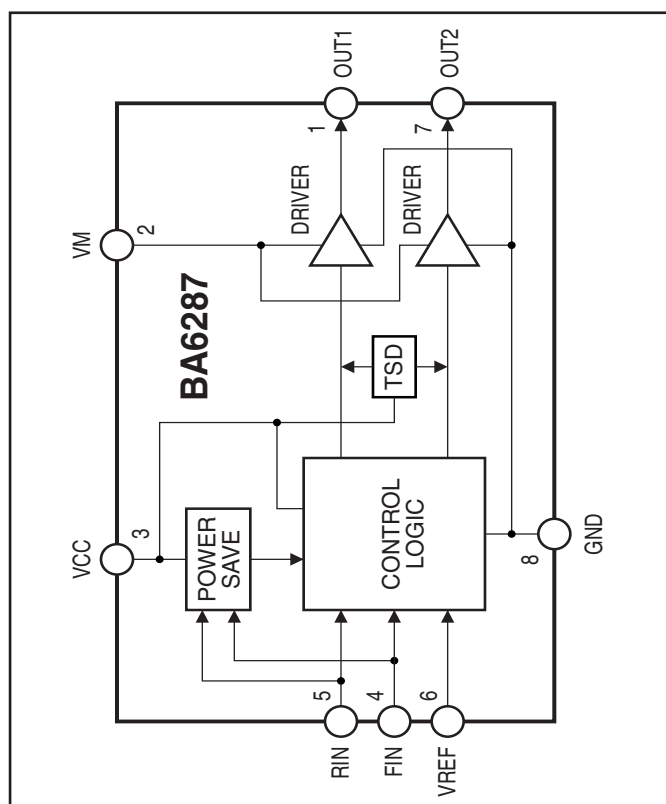 OUT1
OUT2
1
7
DRIVER
DRIVER
VM
2
BA6287
TSD
VCC
3
POWER
SAVE
CONTROL
LOGIC
GND
8
5
4
6
RIN
FIN
VREF